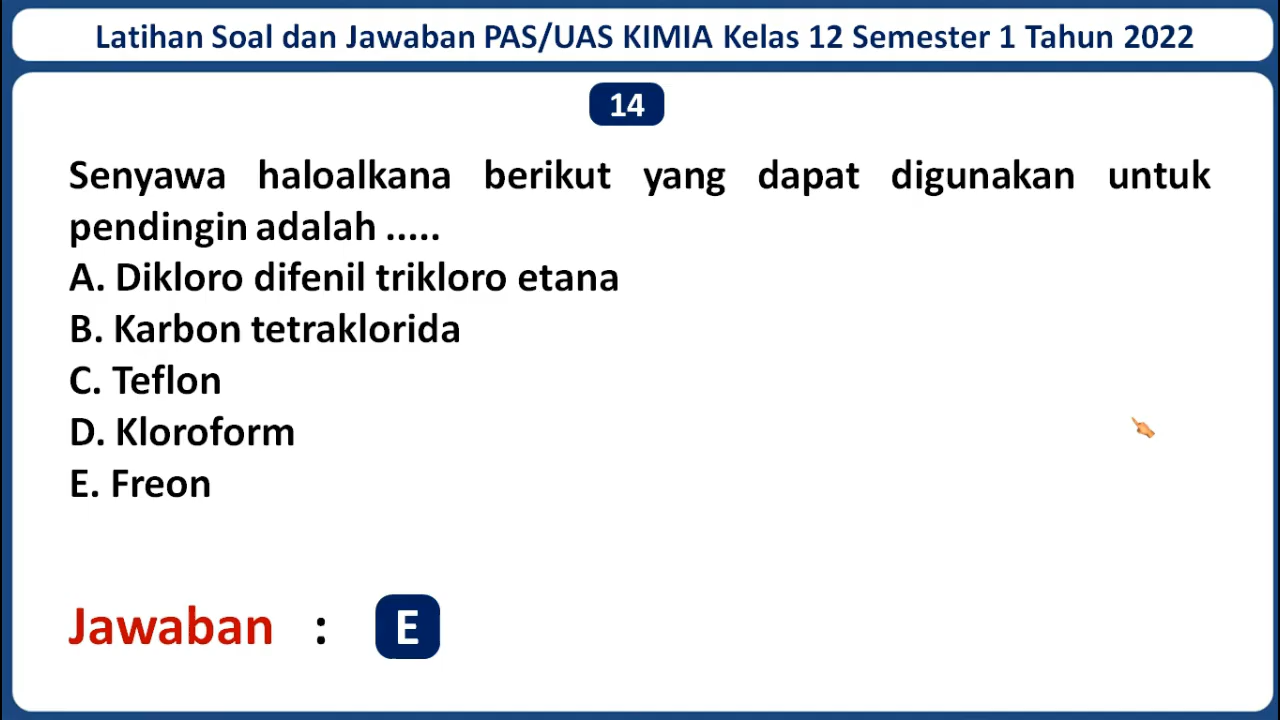 Latihan Soal dan Jawaban PAS/UAS KIMIA Kelas 12 Semester 1 Tahun 2022
14
Senyawa haloalkana berikut yang dapat digunakan untuk
pendingin adalah .....
A. Dikloro difenil trikloro etana
B. Karbon tetraklorida
C. Teflon
D. Kloroform
E. Freon
Jawaban : E